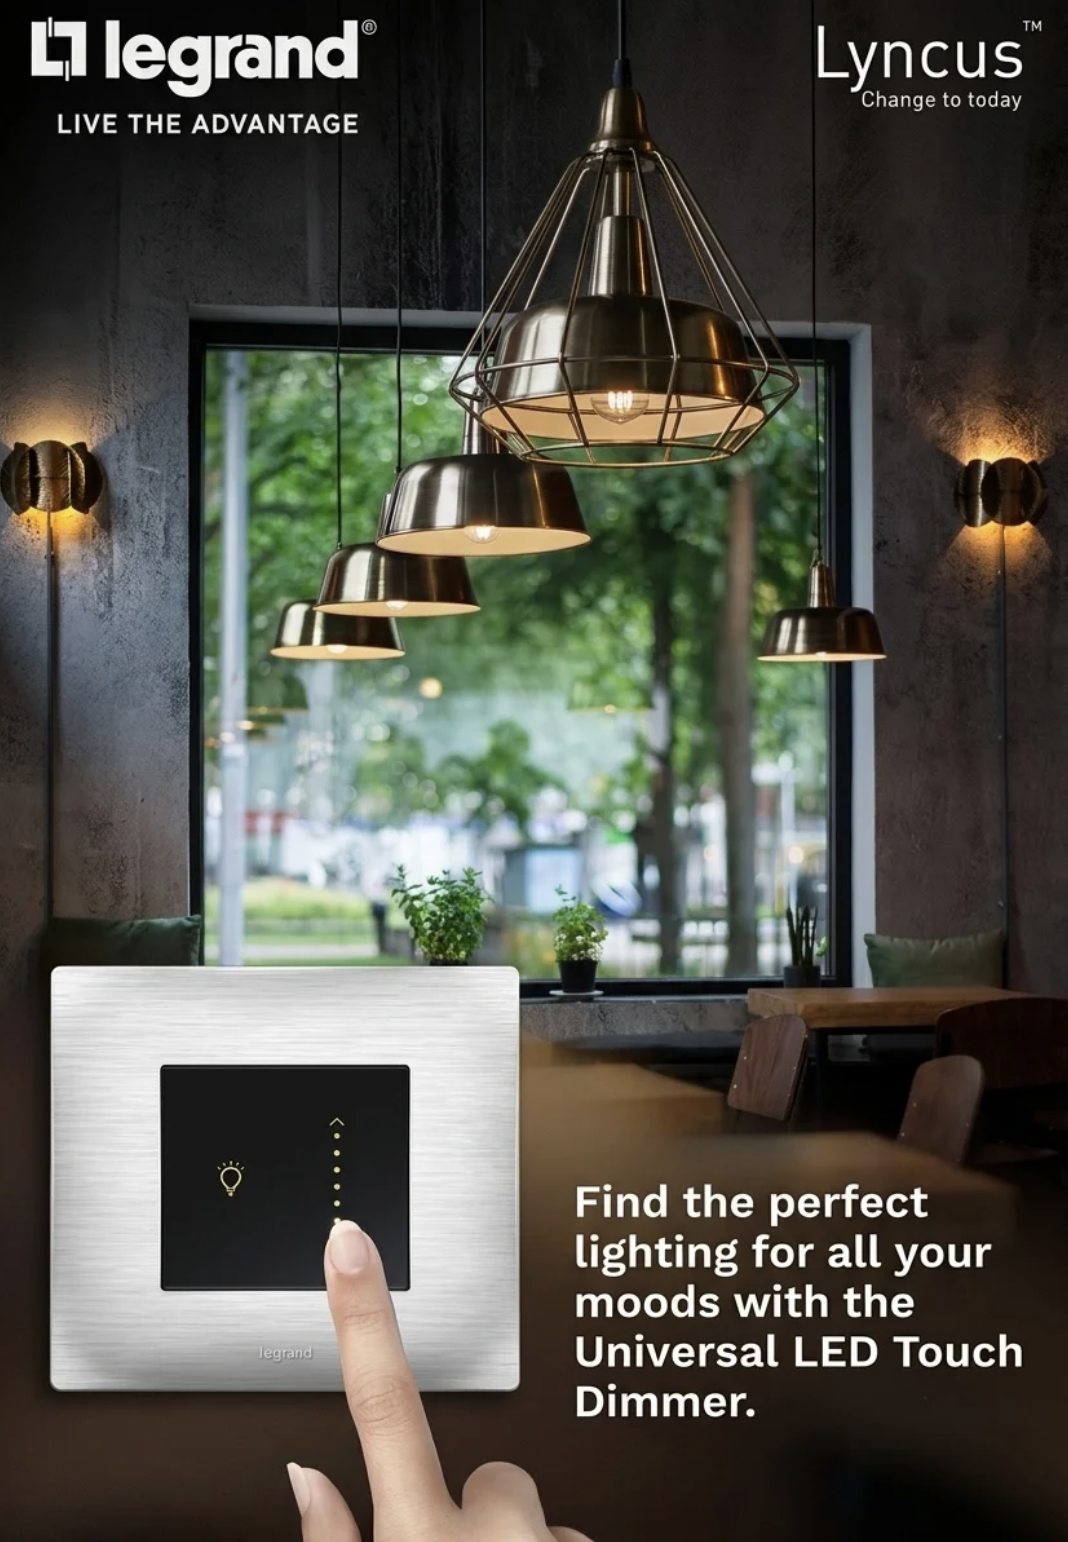 legrand®
LIVE THE ADVANTAGE
Lyncus™
Change to today
legrand
Find the perfect
lighting for all your
moods with the
Universal LED Touch
Dimmer.